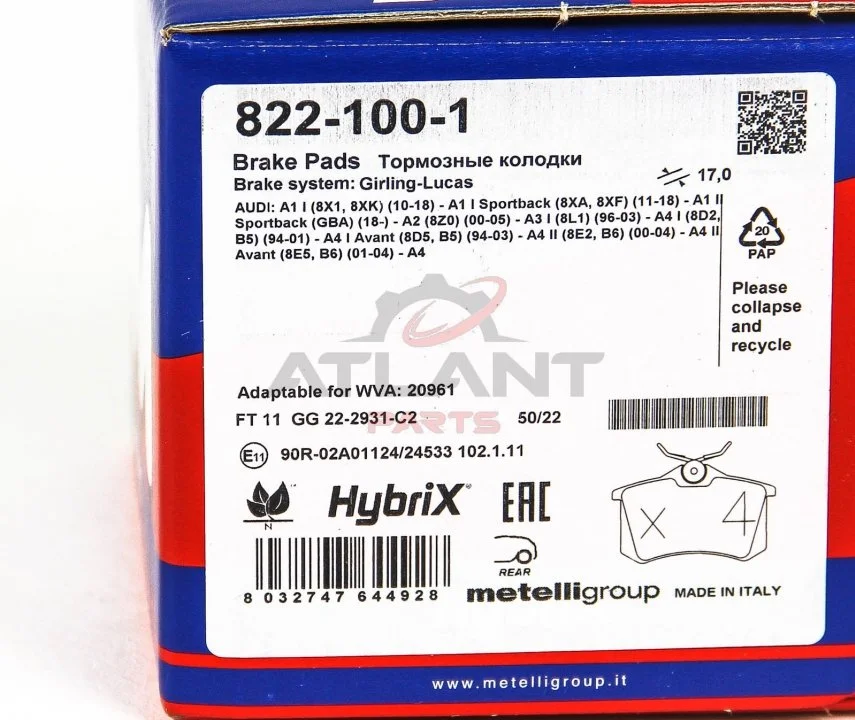 822-100-1
Brake Pads Тормозные колодки
Brake system: Girling-Lucas
17,0
AUDI: A1 I (8X1, 8XK) (10-18) - A1 I Sportback (8XA, 8XF) (11-18) - A1 II
Sportback (GBA) (18-) - A2 (8Z0) (00-05) - A3 I (8L1) (96-03) - A4 I (8D2,
B5) (94-01) - A4 I Avant (8D5, B5) (94-03) - A4 II (8E2, B6) (00-04) - A4 II
Avant (8E5, B6) (01-04) - A4
20
PAP
Please
collapse
and
recycle
ATLANT
PARTS
Adaptable for WVA: 20961
FT 11 GG 22-2931-C2 50/22
E11 90R-02A01124/24533 102.1.11
N
HybriX® EAC
x 4
REAR
8 032747 644928
metelligroup MADE IN ITALY
www.metelligroup.it